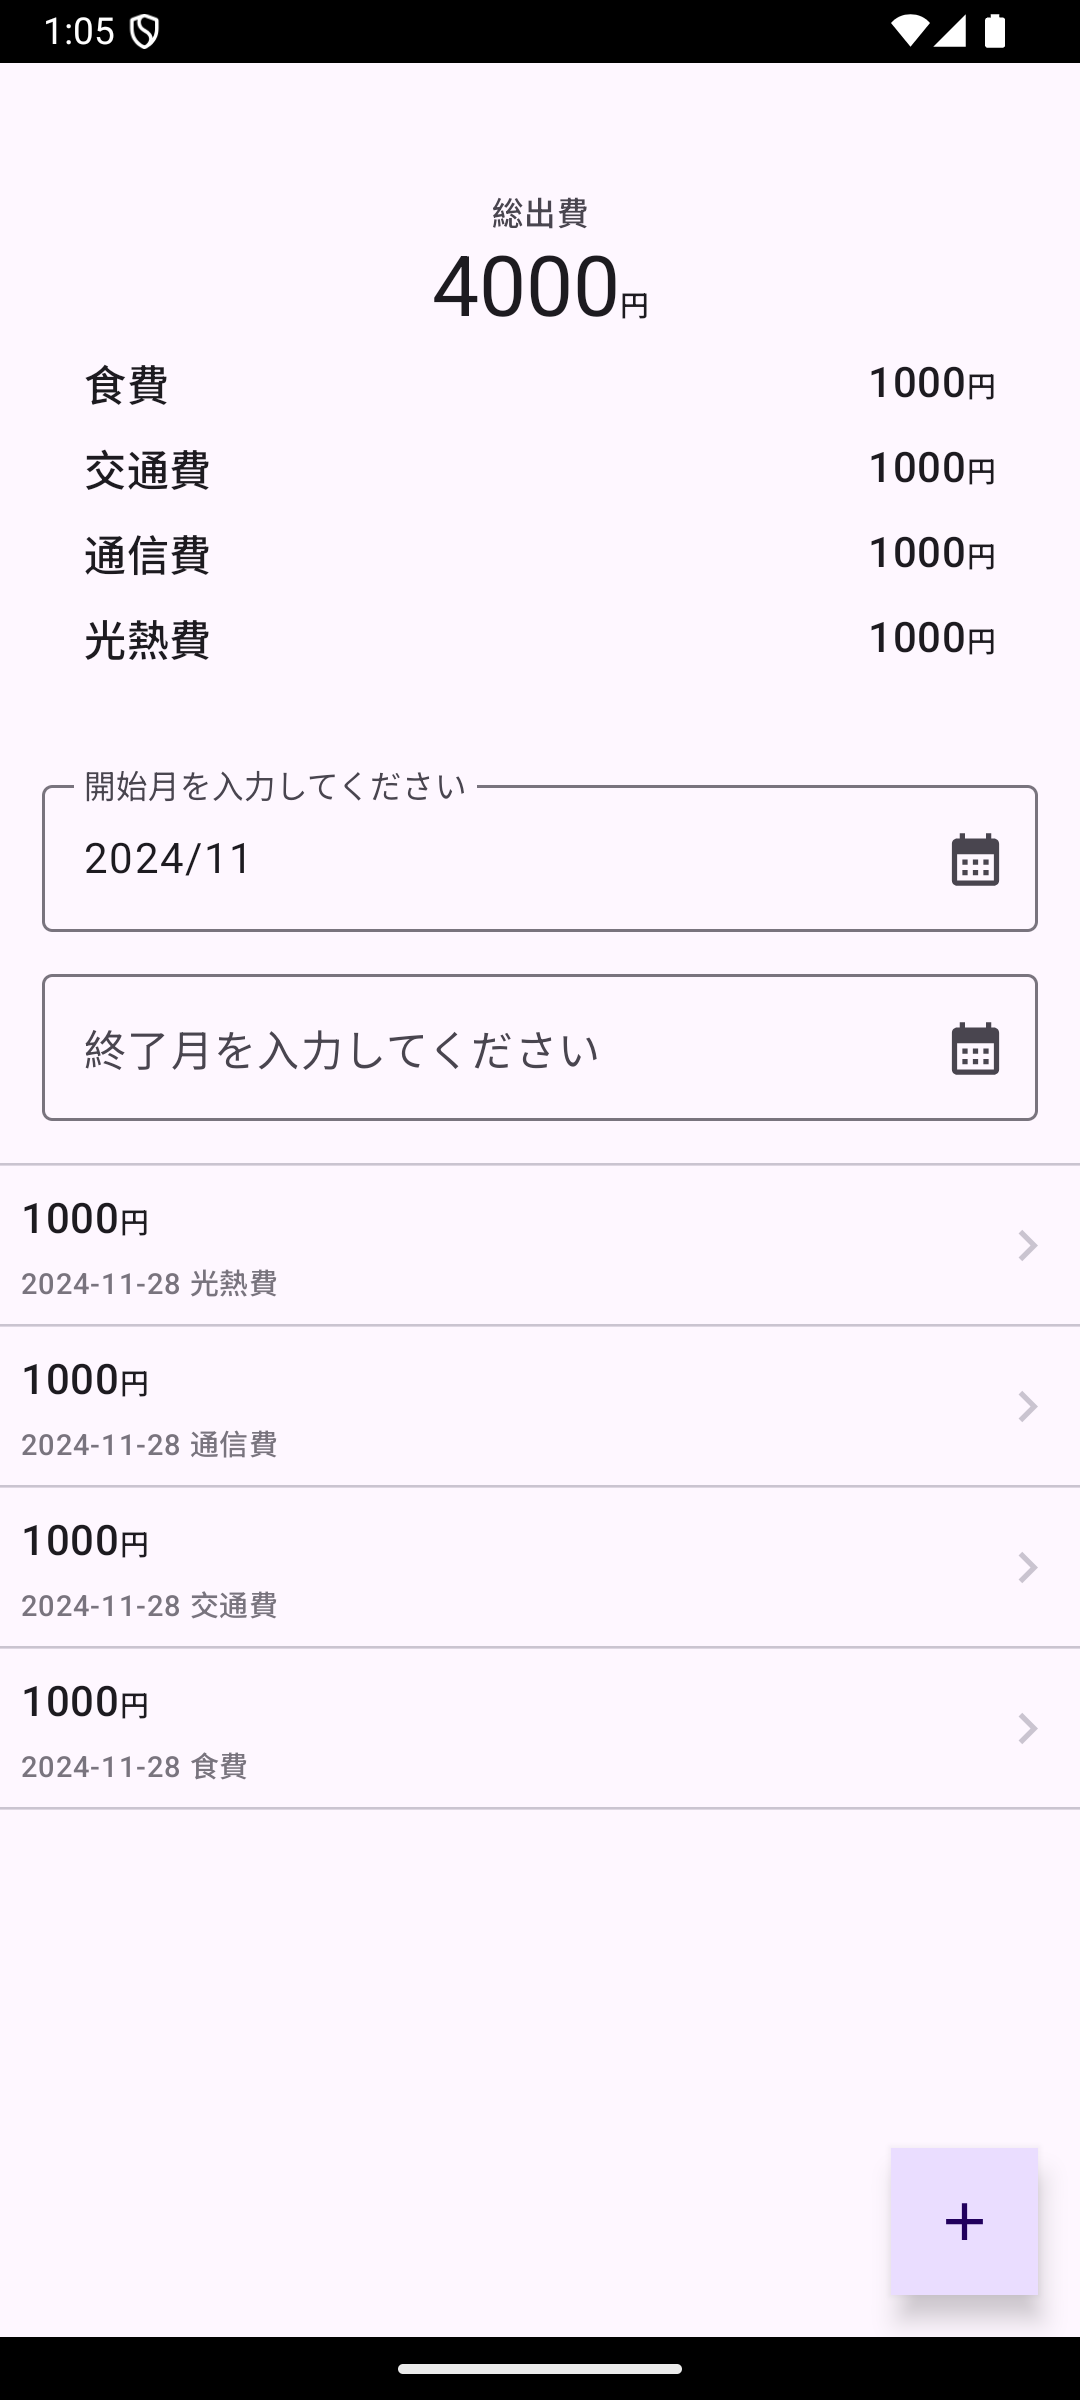 1:05
総出費
4000円
食費 1000円
交通費 1000円
通信費 1000円
光熱費 1000円
開始月を入力してください
2024/11
終了月を入力してください
1000円
2024-11-28 光熱費
1000円
2024-11-28 通信費
1000円
2024-11-28 交通費
1000円
2024-11-28 食費